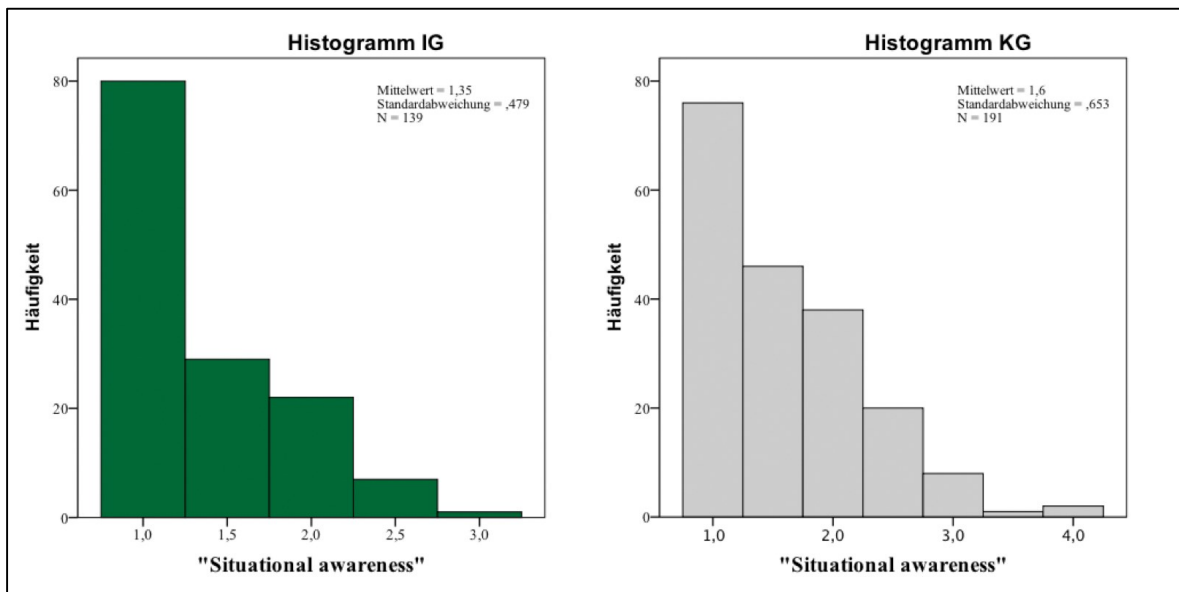 Histogramm IG
Mittelwert = 1,35
Standardabweichung = ,479
N = 139
80
60
40
20
0
Häufigkeit
1,0 1,5 2,0 2,5 3,0
"Situational awareness"
Histogramm KG
Mittelwert = 1,6
Standardabweichung = ,653
N = 191
80
60
40
20
0
Häufigkeit
1,0 2,0 3,0 4,0
"Situational awareness"